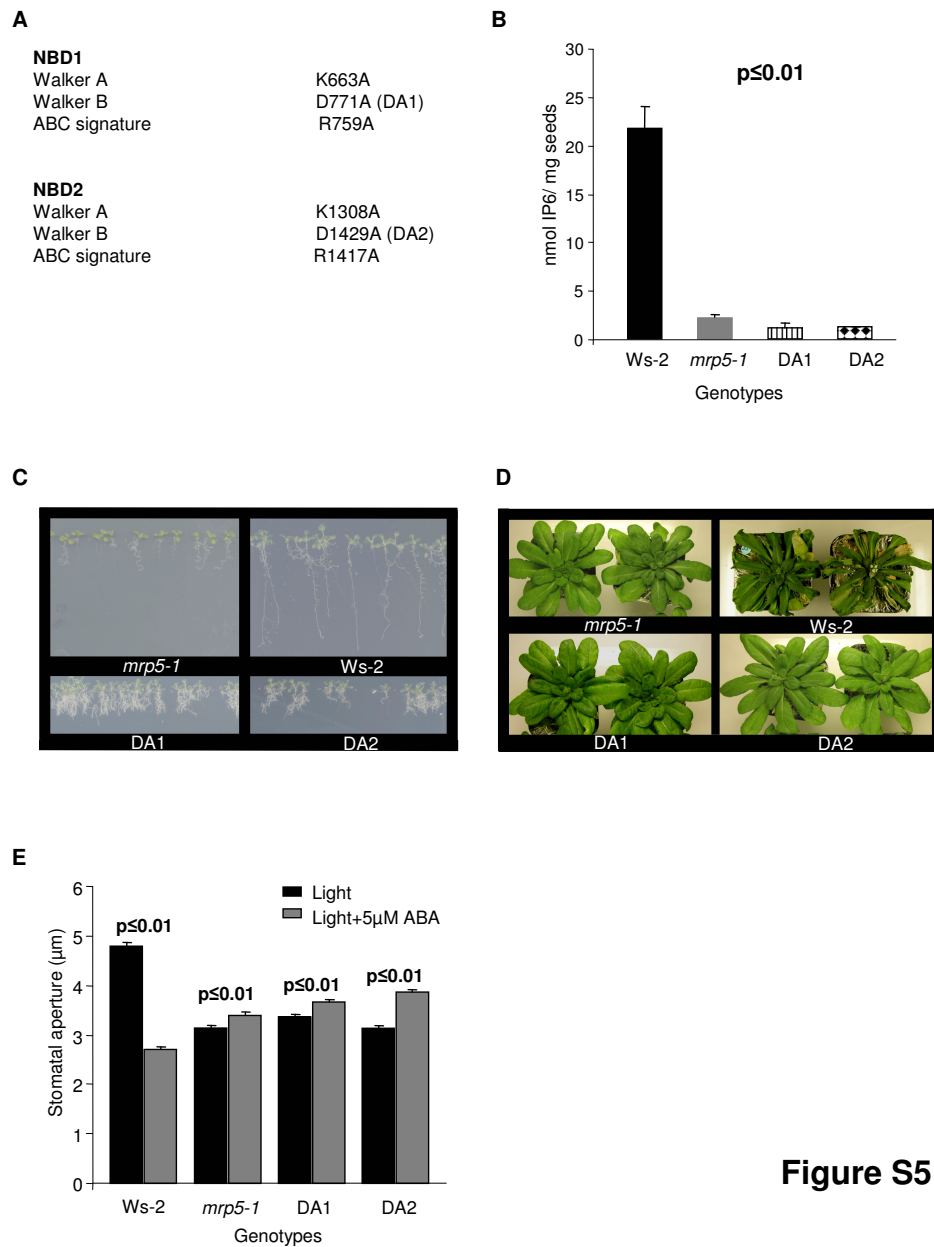 A
NBD1
Walker A K663A
Walker B D771A (DA1)
ABC signature R759A
NBD2
Walker A K1308A
Walker B D1429A (DA2)
ABC signature R1417A
B
p≤0.01
nmol IP6/ mg seeds
30
25
20
15
10
5
0
Ws-2 mrp5-1 DA1 DA2
Genotypes
C
mrp5-1 Ws-2
DA1 DA2
D
mrp5-1 Ws-2
DA1 DA2
E
Light
Light+5µM ABA
Stomatal aperture (µm)
6
5
4
3
2
1
0
p≤0.01 p≤0.01 p≤0.01 p≤0.01
Ws-2 mrp5-1 DA1 DA2
Genotypes
Figure S5